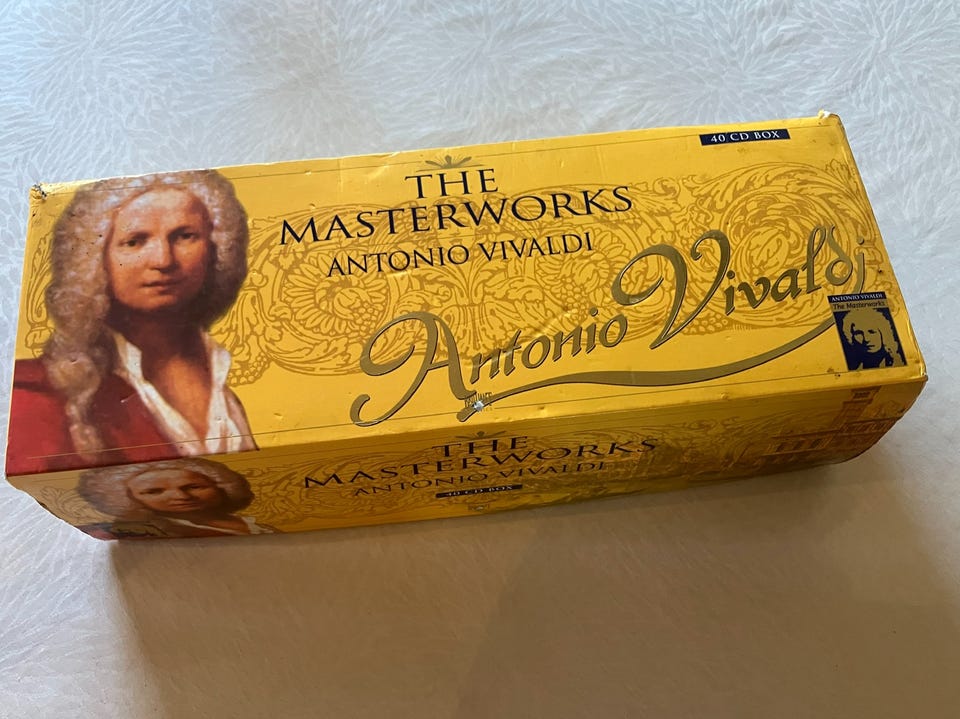 40 CD BOX
THE
MASTERWORKS
ANTONIO VIVALDI
Antonio Vivaldi
ANTONIO VIVALDI
The Masterworks
THE
MASTERWORKS
ANTONIO VIVALDI
40 CD BOX